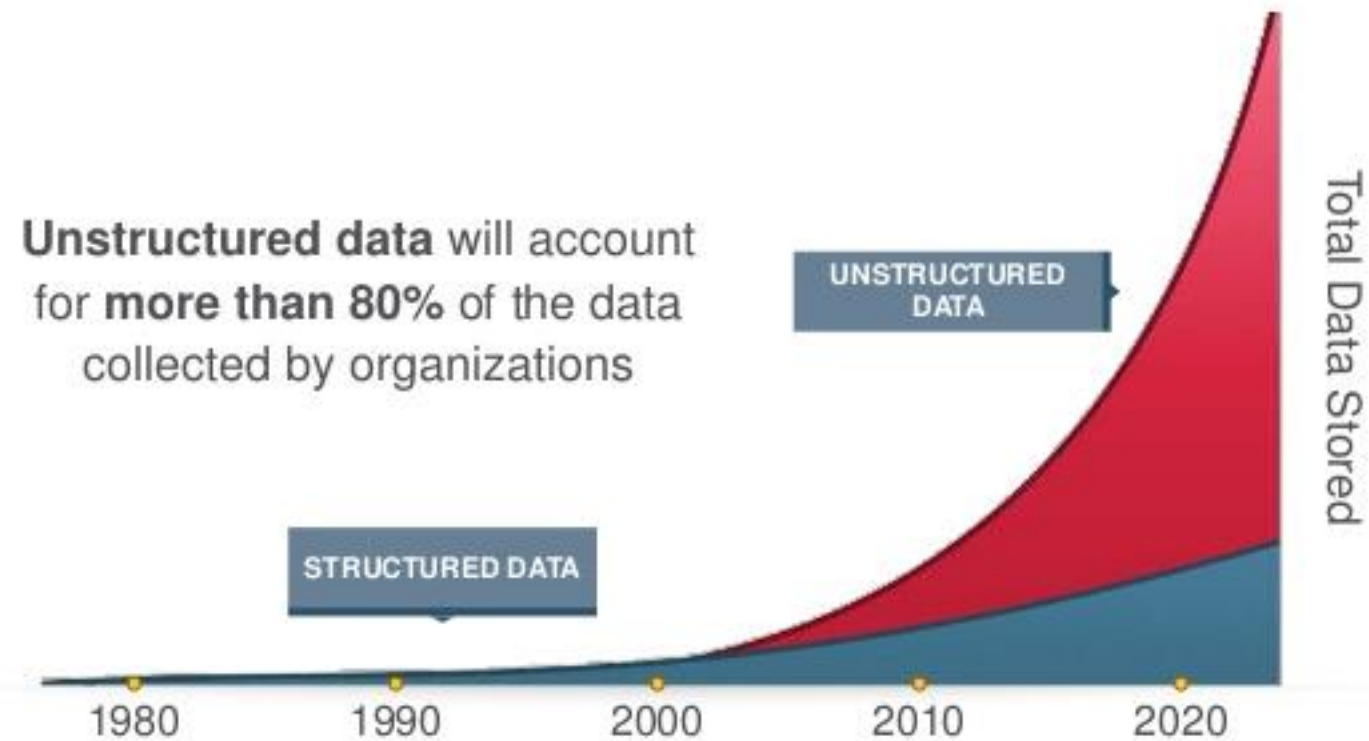 Unstructured data will account
for more than 80% of the data
collected by organizations
UNSTRUCTURED
DATA
STRUCTURED DATA
Total Data Stored
1980 1990 2000 2010 2020